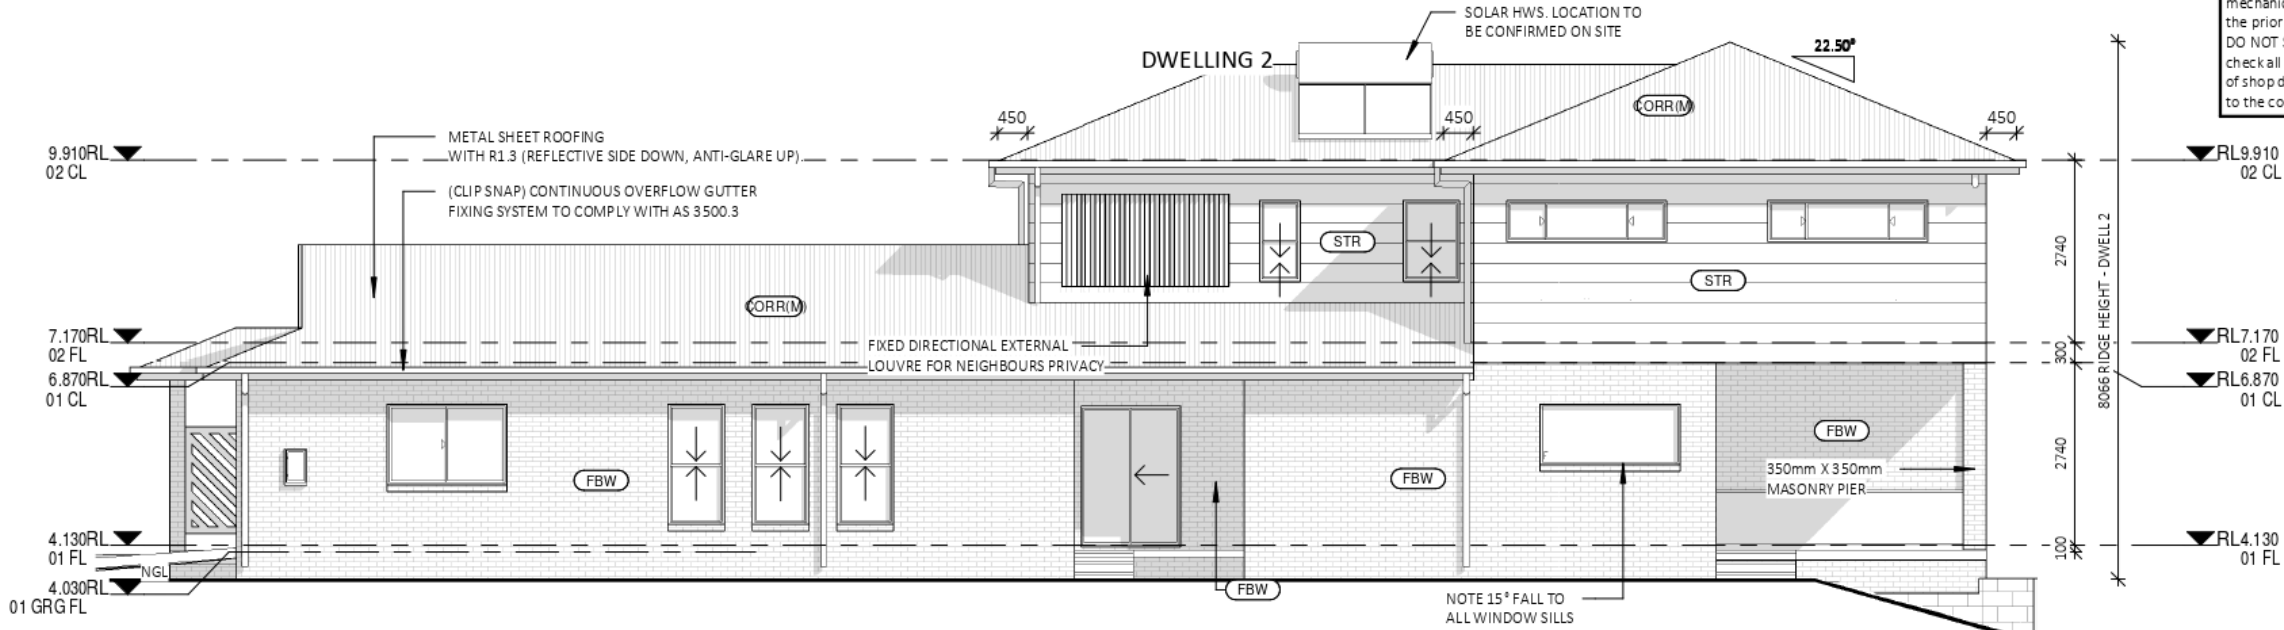 SOLAR HWS. LOCATION TO
BE CONFIRMED ON SITE
DWELLING 2
22.50°
the prior
DO NOT
check all
of shop d
to the co
450
450
450
CORR(M)
METAL SHEET ROOFING
WITH R1.3 (REFLECTIVE SIDE DOWN, ANTI-GLARE UP).
(CLIP SNAP) CONTINUOUS OVERFLOW GUTTER
FIXING SYSTEM TO COMPLY WITH AS 3500.3
9.910RL
02 CL
RL9.910
02 CL
STR
STR
2740
8066 RIDGE HEIGHT - DWELL 2
CORR(M)
7.170RL
02 FL
FIXED DIRECTIONAL EXTERNAL
LOUVRE FOR NEIGHBOURS PRIVACY
300
RL7.170
02 FL
6.870RL
01 CL
RL6.870
01 CL
FBW
FBW
FBW
350mm X 350mm
MASONRY PIER
2740
4.130RL
01 FL
100
RL4.130
01 FL
NGL
4.030RL
01 GRG FL
FBW
NOTE 15° FALL TO
ALL WINDOW SILLS